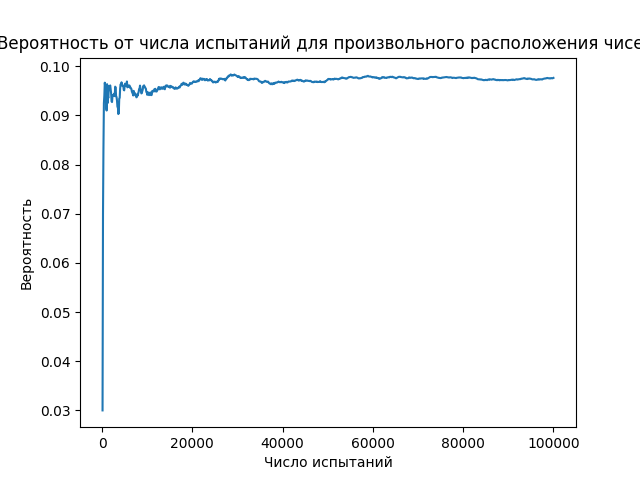 Вероятность от числа испытаний для произвольного расположения чисе
0.10
0.09
0.08
0.07
0.06
0.05
0.04
0.03
Вероятность
0 20000 40000 60000 80000 100000
Число испытаний